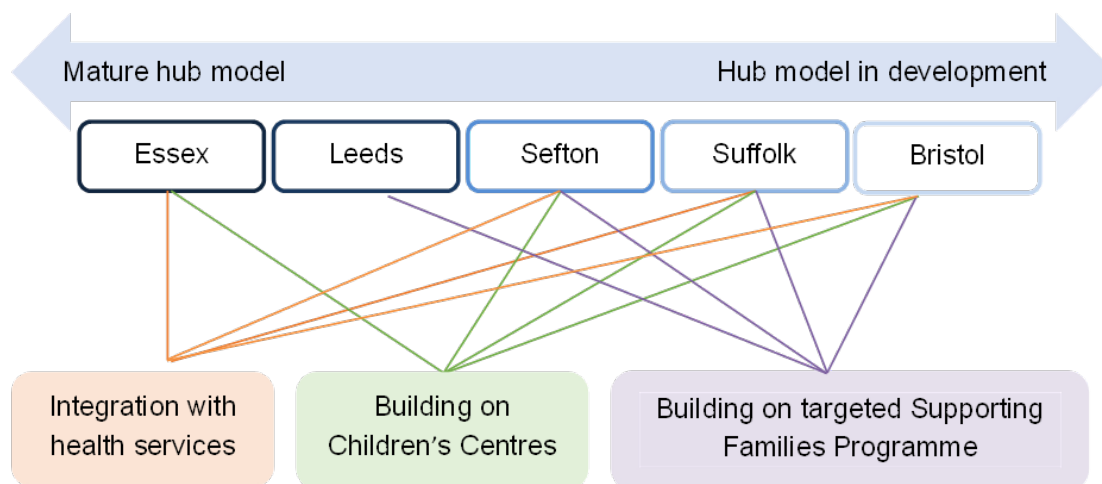 Mature hub model
Hub model in development
Essex
Leeds
Sefton
Suffolk
Bristol
Integration with
health services
Building on
Children's Centres
Building on targeted Supporting
Families Programme